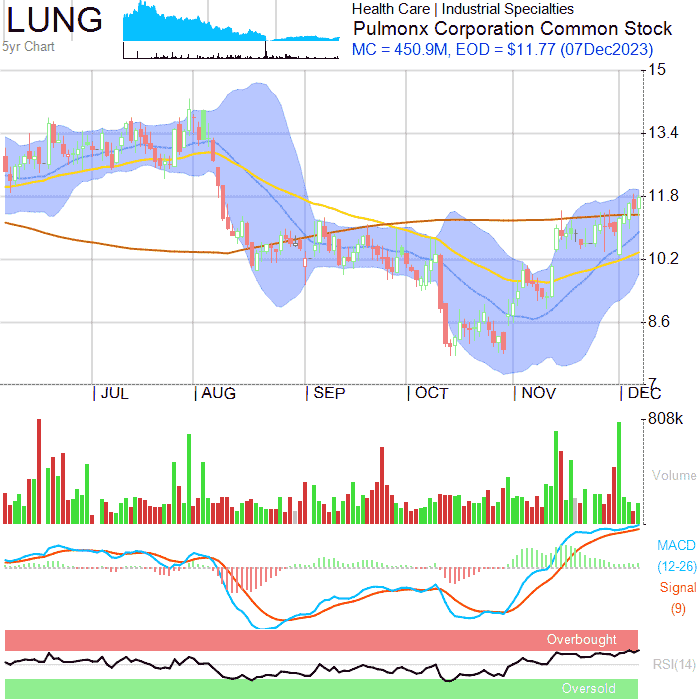 LUNG
5yr Chart
Health Care | Industrial Specialties
Pulmonx Corporation Common Stock
MC = 450.9M, EOD = $11.77 (07Dec2023)
15
13.4
11.8
10.2
8.6
7
JUL AUG SEP OCT NOV DEC
808k
Volume
MACD
(12-26)
Signal
(9)
Overbought
RSI(14)
Oversold